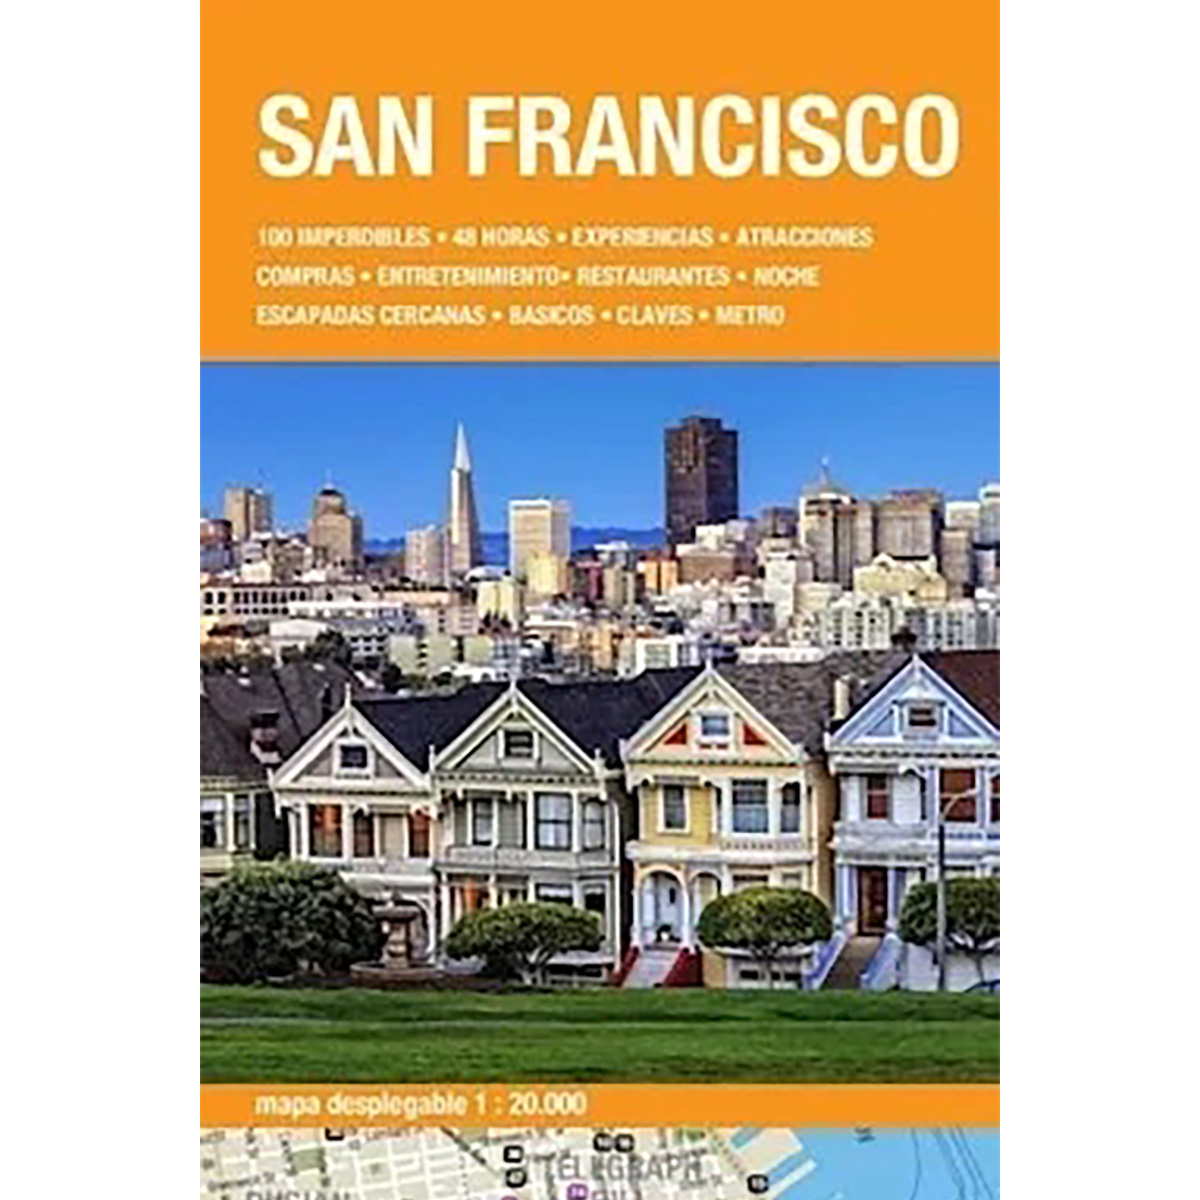 SAN FRANCISCO
100 IMPERDIBLES • 48 HORAS • EXPERIENCIAS • ATRACCIONES
COMPRAS • ENTRETENIMIENTO• RESTAURANTES • NOCHE
ESCAPADAS CERCANAS • BASICOS • CLAVES • METRO
mapa desplegable 1 : 20.000
TELEGRAPH